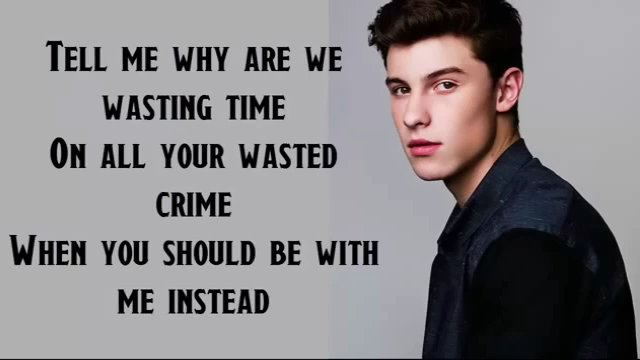 Tell me why are we
wasting time
On all your wasted
crime
When you should be with
me instead